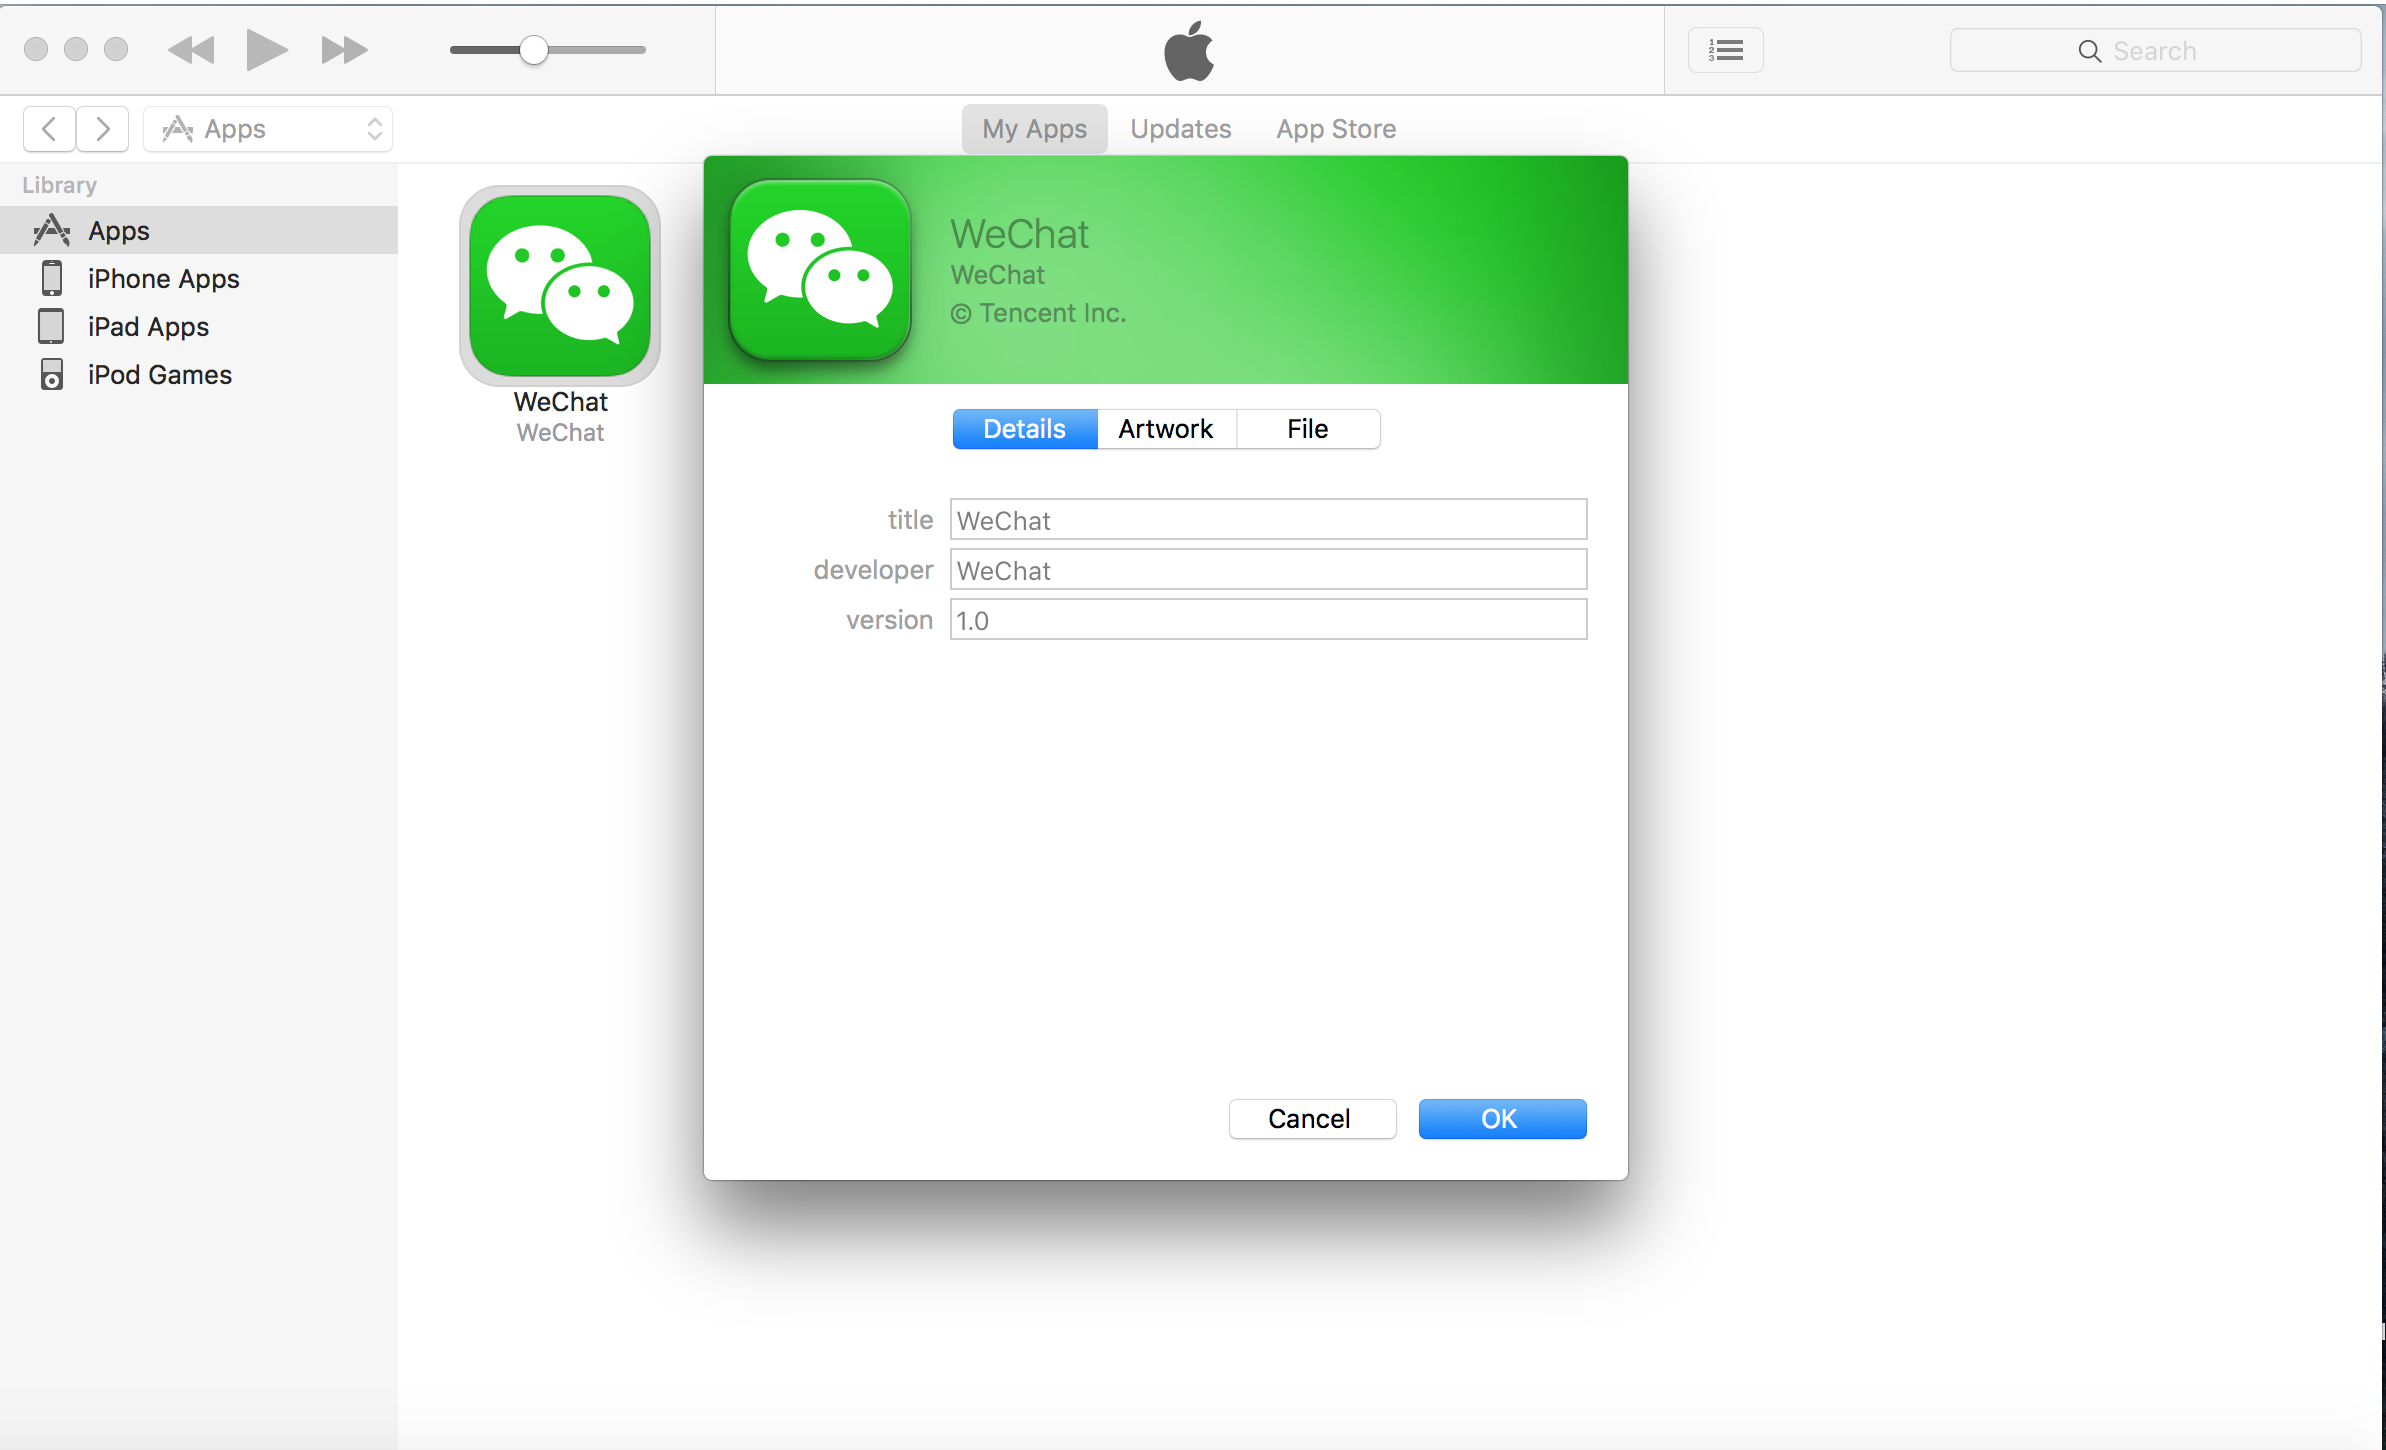 Search
Apps
My Apps
Updates
App Store
Library
Apps
iPhone Apps
iPad Apps
iPod Games
WeChat
WeChat
WeChat
WeChat
© Tencent Inc.
Details
Artwork
File
title WeChat
developer WeChat
version 1.0
Cancel
OK